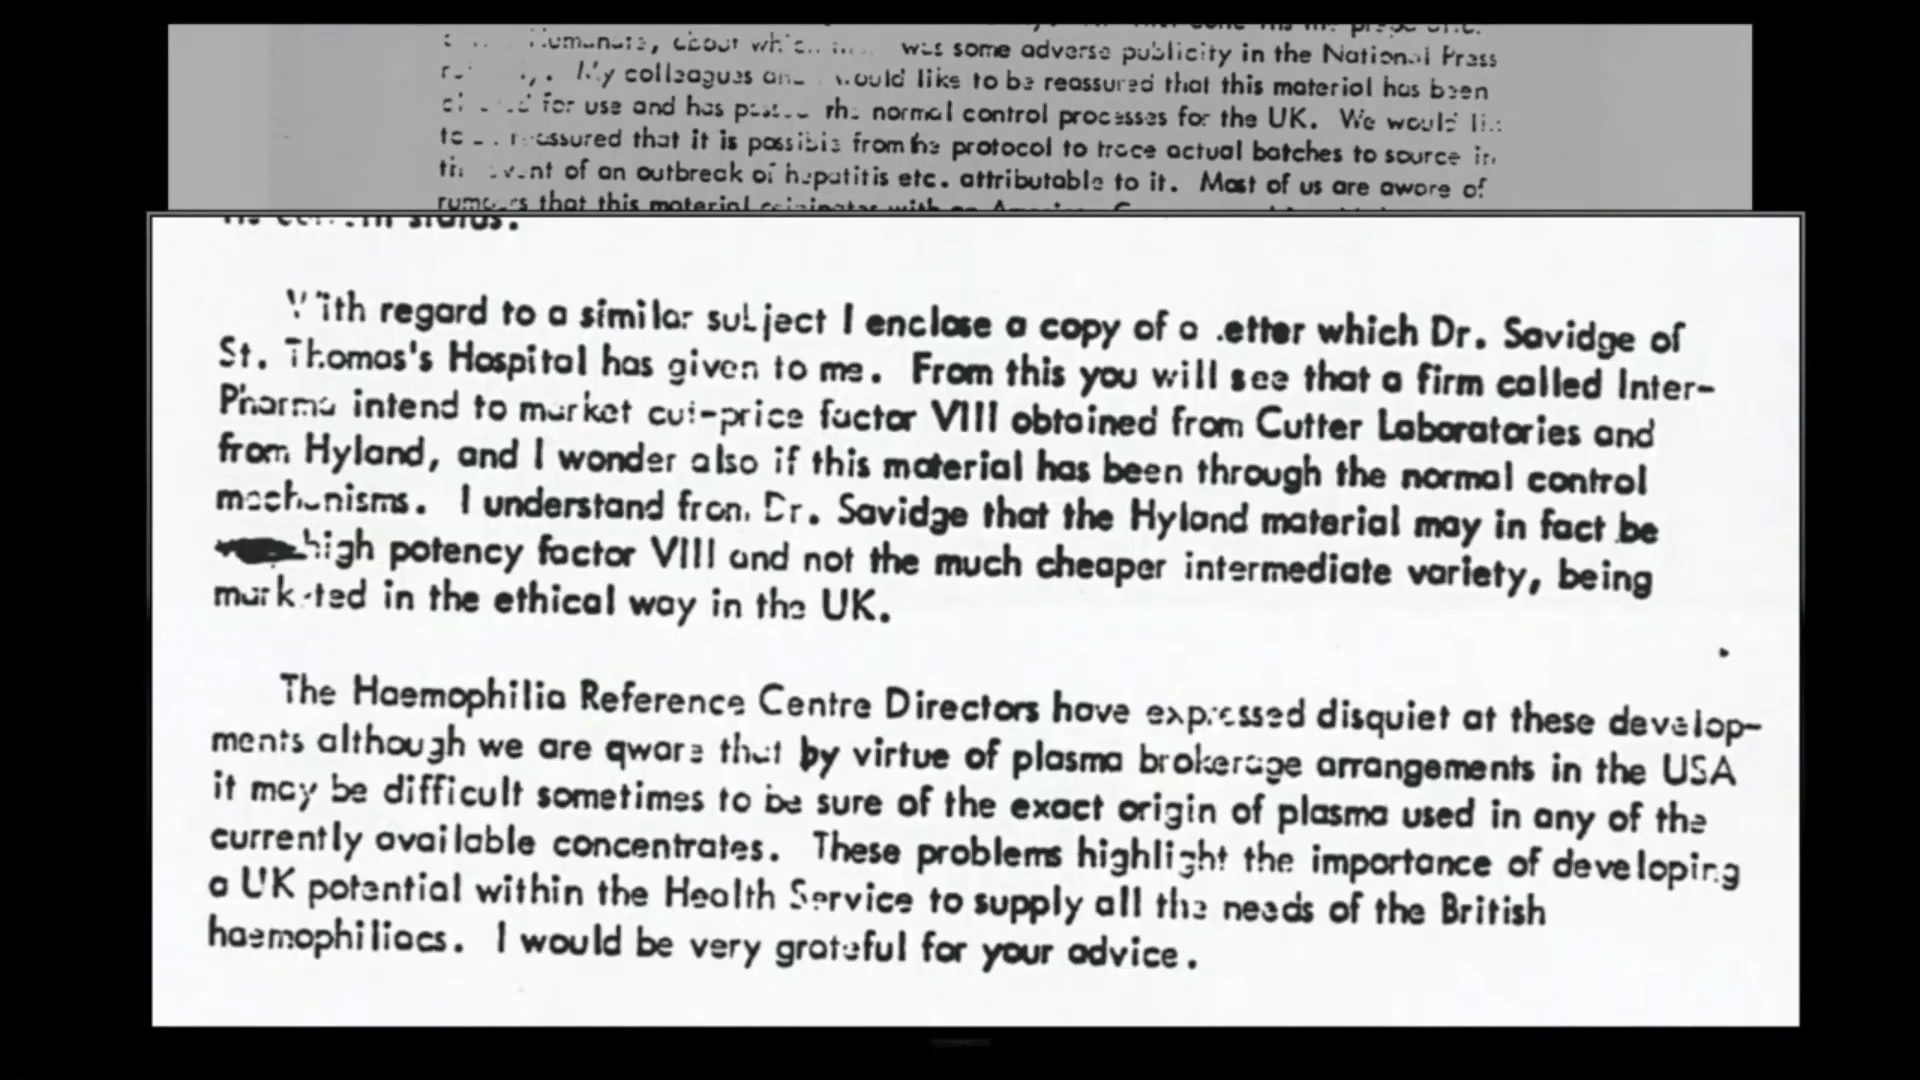 was some adverse publicity in the National Press
My colleagues would like to be reassured that this material has been
for use and has the normal control processes for the UK. We would
reassured that it is possible from the protocol to trace actual batches to source in
event of an outbreak of hepatitis etc. attributable to it. Most of us are aware of
rumours that this material originates with an
status.
With regard to a similar subject I enclose a copy of a letter which Dr. Savidge of
St. Thomas's Hospital has given to me. From this you will see that a firm called Inter-
Pharma intend to market cut-price factor VIII obtained from Cutter Laboratories and
from Hyland, and I wonder also if this material has been through the normal control
mechanisms. I understand from Dr. Savidge that the Hyland material may in fact be
high potency factor VIII and not the much cheaper intermediate variety, being
marketed in the ethical way in the UK.
The Haemophilia Reference Centre Directors have expressed disquiet at these develop-
ments although we are qware that by virtue of plasma brokerage arrangements in the USA
it may be difficult sometimes to be sure of the exact origin of plasma used in any of the
currently available concentrates. These problems highlight the importance of developing
a UK potential within the Health Service to supply all the needs of the British
haemophiliacs. I would be very grateful for your advice.